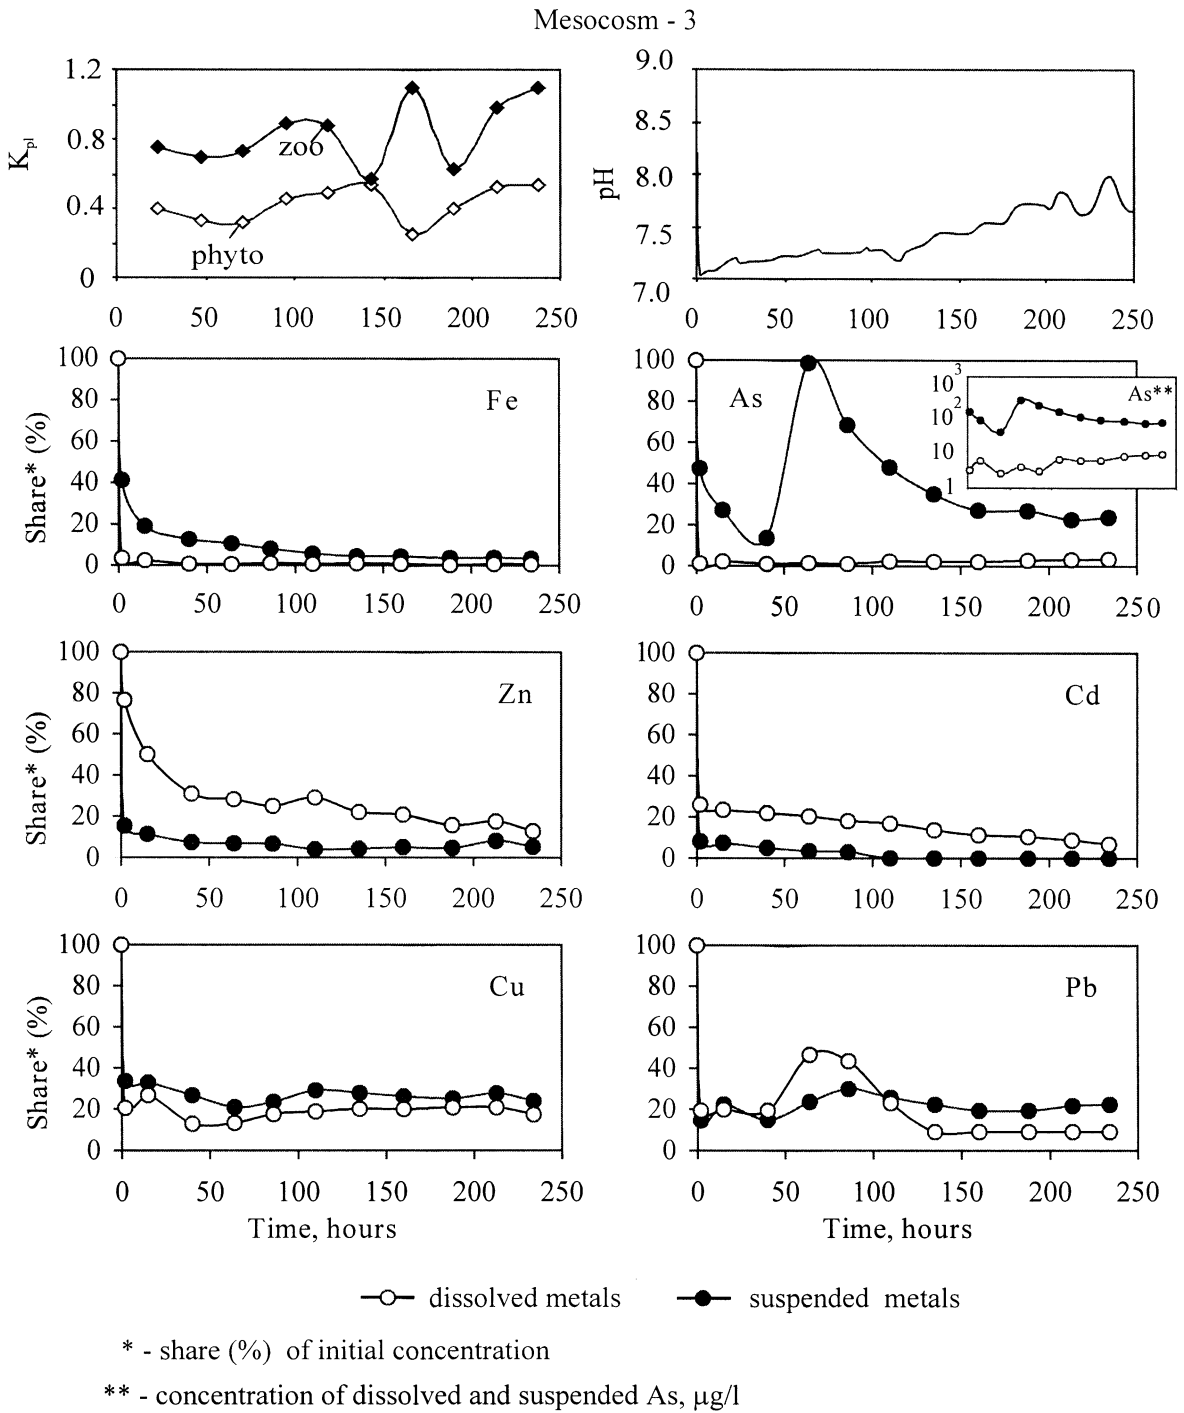 Mesocosm - 3
1.2
0.8
0.4
0
K_pl
zoo
phyto
0 50 100 150 200 250
9.0
8.5
8.0
7.5
7.0
pH
0 50 100 150 200 250
100
80
60
40
20
0
Share* (%)
Fe
0 50 100 150 200 250
100
80
60
40
20
0
As
10^3
10^2
10
1
As**
0 50 100 150 200 250
100
80
60
40
20
0
Share* (%)
Zn
0 50 100 150 200 250
100
80
60
40
20
0
Cd
0 50 100 150 200 250
100
80
60
40
20
0
Share* (%)
Cu
0 50 100 150 200 250
Time, hours
100
80
60
40
20
0
Pb
0 50 100 150 200 250
Time, hours
dissolved metals suspended metals
* - share (%) of initial concentration
** - concentration of dissolved and suspended As, μg/l